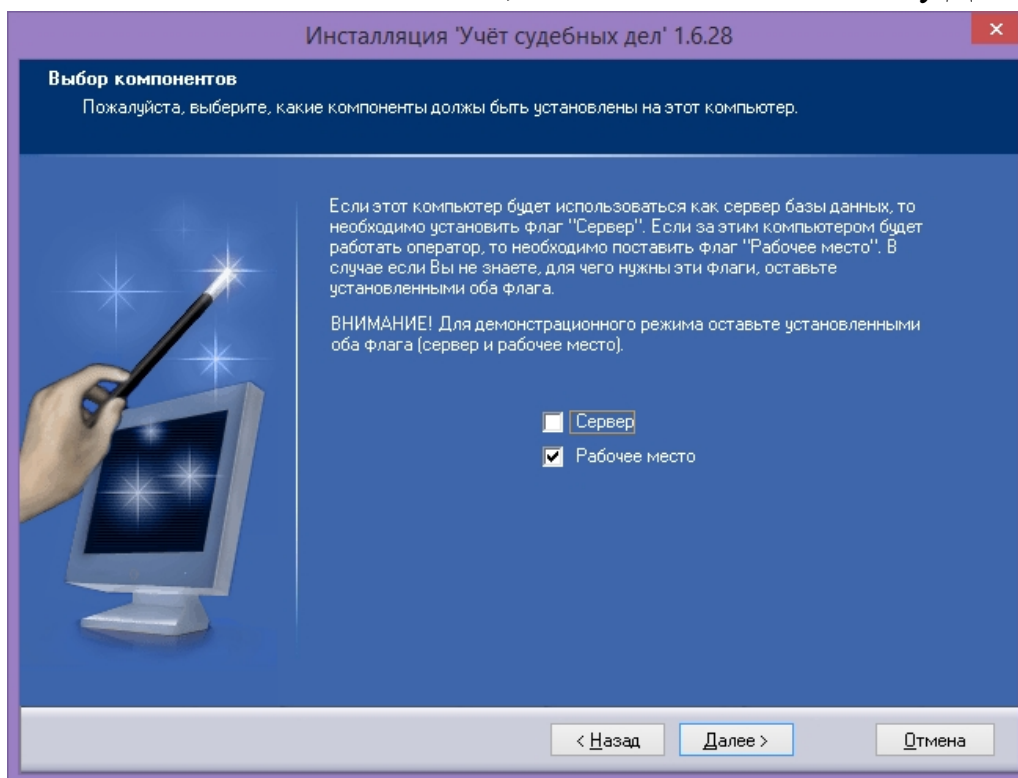 Инсталляция 'Учёт судебных дел' 1.6.28
Выбор компонентов
Пожалуйста, выберите, какие компоненты должы быть установлены на этот компьютер.
Если этот компьютер будет использоваться как сервер базы данных, то
необходимо установить флаг "Сервер". Если за этим компьютером будет
работать оператор, то необходимо поставить флаг "Рабочее место". В
случае если Вы не знаете, для чего нужны эти флаги, оставьте
установленными оба флага.
ВНИМАНИЕ! Для демонстрационного режима оставьте установленными
оба флага (сервер и рабочее место).
Сервер
Рабочее место
< Назад
Далее >
Отмена